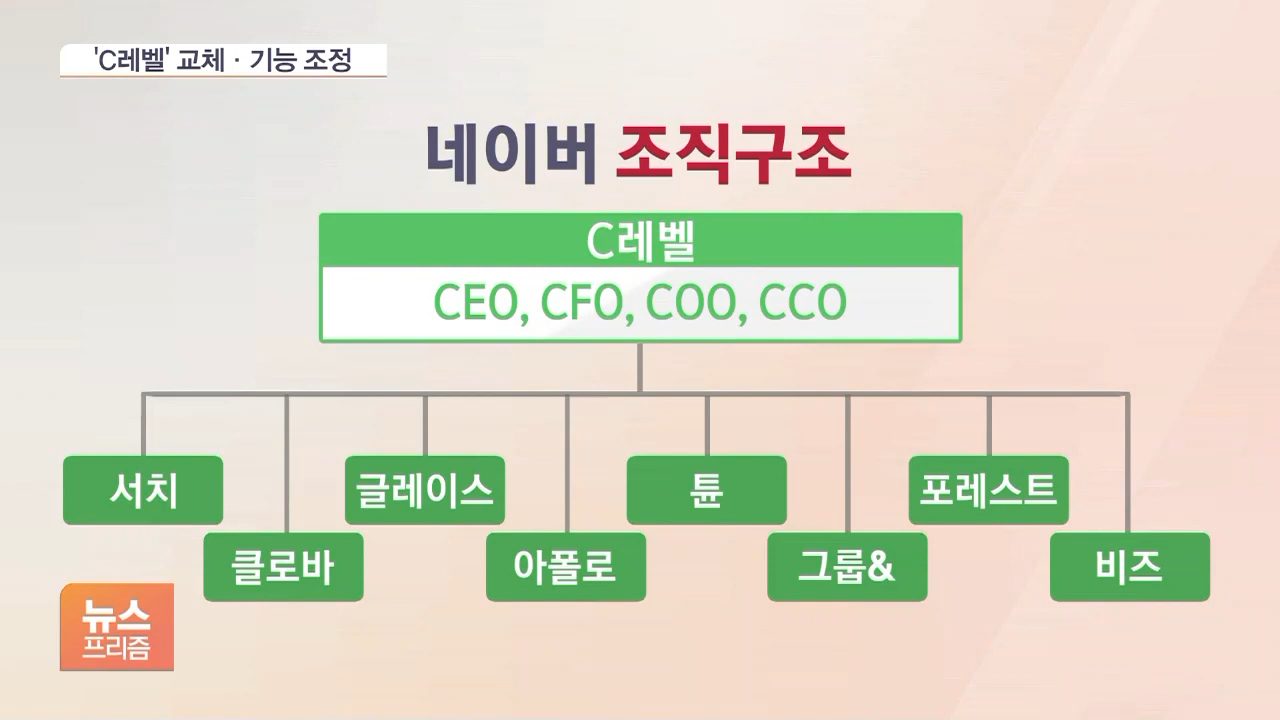 'C레벨' 교체 · 기능 조정
네이버 조직구조
C레벨
CEO, CFO, COO, CCO
서치
글레이스
튠
포레스트
클로바
아폴로
그룹&
비즈
뉴스
프리즘